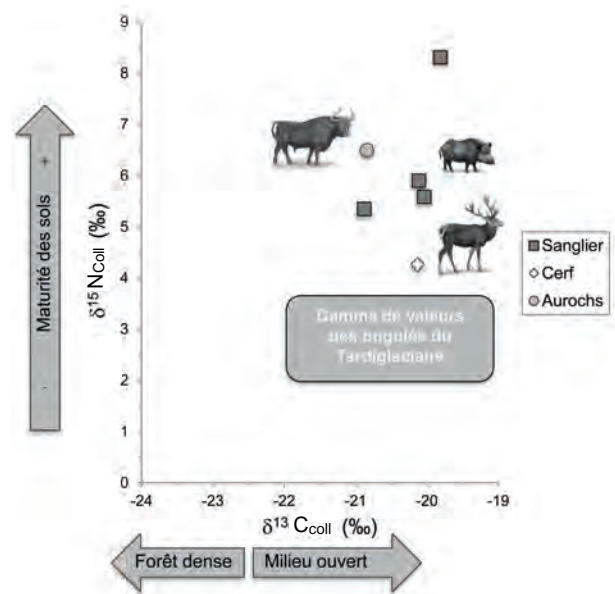 9
8
7
6
5
4
3
2
1
0
δ¹⁵NColl (‰)
Maturité des sols
+
-
Gamme de valeurs
des ongulés du
Tardiglaciaire
Sanglier
Cerf
Aurochs
-24 -23 -22 -21 -20 -19
δ¹³Ccoll (‰)
Forêt dense Milieu ouvert